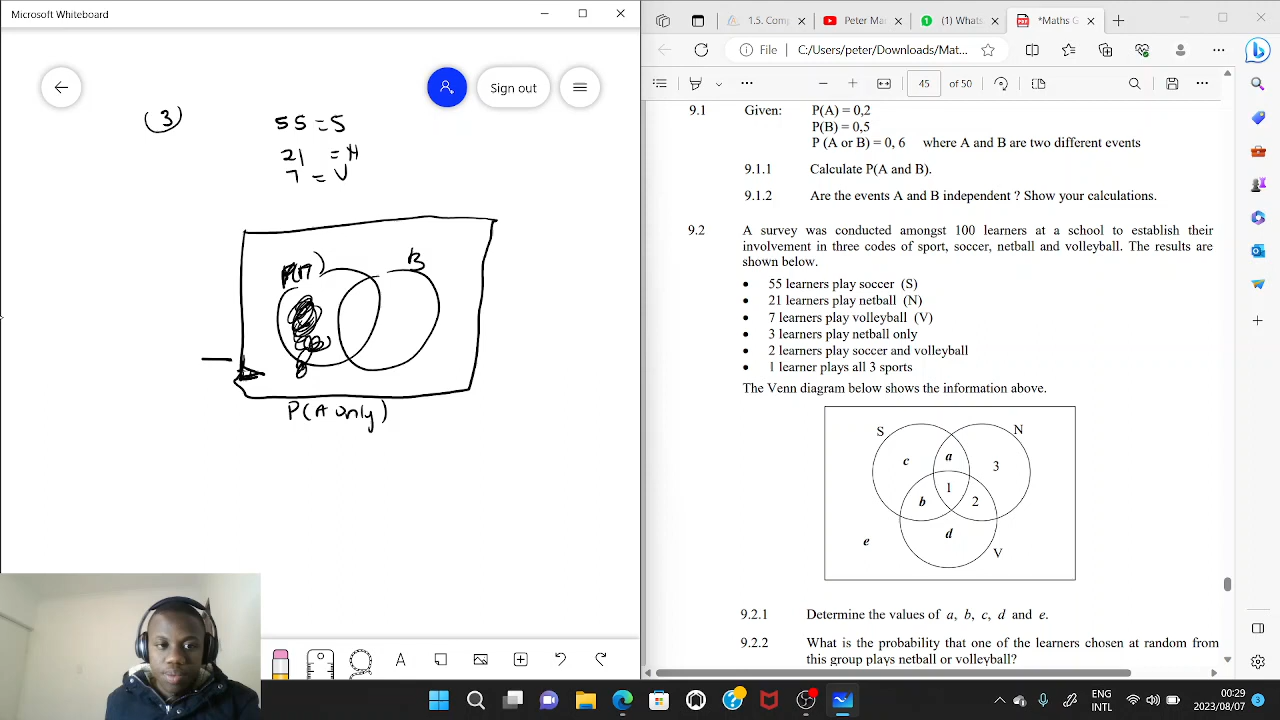 Microsoft Whiteboard
1.5. Com
Peter Mar
(1) Whats
*Maths G
File
C:/Users/peter/Downloads/Mat...
Sign out
45 of 50
(3)
55 = S
21 = N
7 = V
B
P(A only)
9.1 Given: P(A) = 0,2
P(B) = 0,5
P (A or B) = 0, 6 where A and B are two different events
9.1.1 Calculate P(A and B).
9.1.2 Are the events A and B independent ? Show your calculations.
9.2 A survey was conducted amongst 100 learners at a school to establish their
involvement in three codes of sport, soccer, netball and volleyball. The results are
shown below.
• 55 learners play soccer (S)
• 21 learners play netball (N)
• 7 learners play volleyball (V)
• 3 learners play netball only
• 2 learners play soccer and volleyball
• 1 learner plays all 3 sports
The Venn diagram below shows the information above.
S N
c a 3
1
b 2
d
e
V
9.2.1 Determine the values of a, b, c, d and e.
9.2.2 What is the probability that one of the learners chosen at random from
this group plays netball or volleyball?
A
ENG
INTL
00:29
2023/08/07